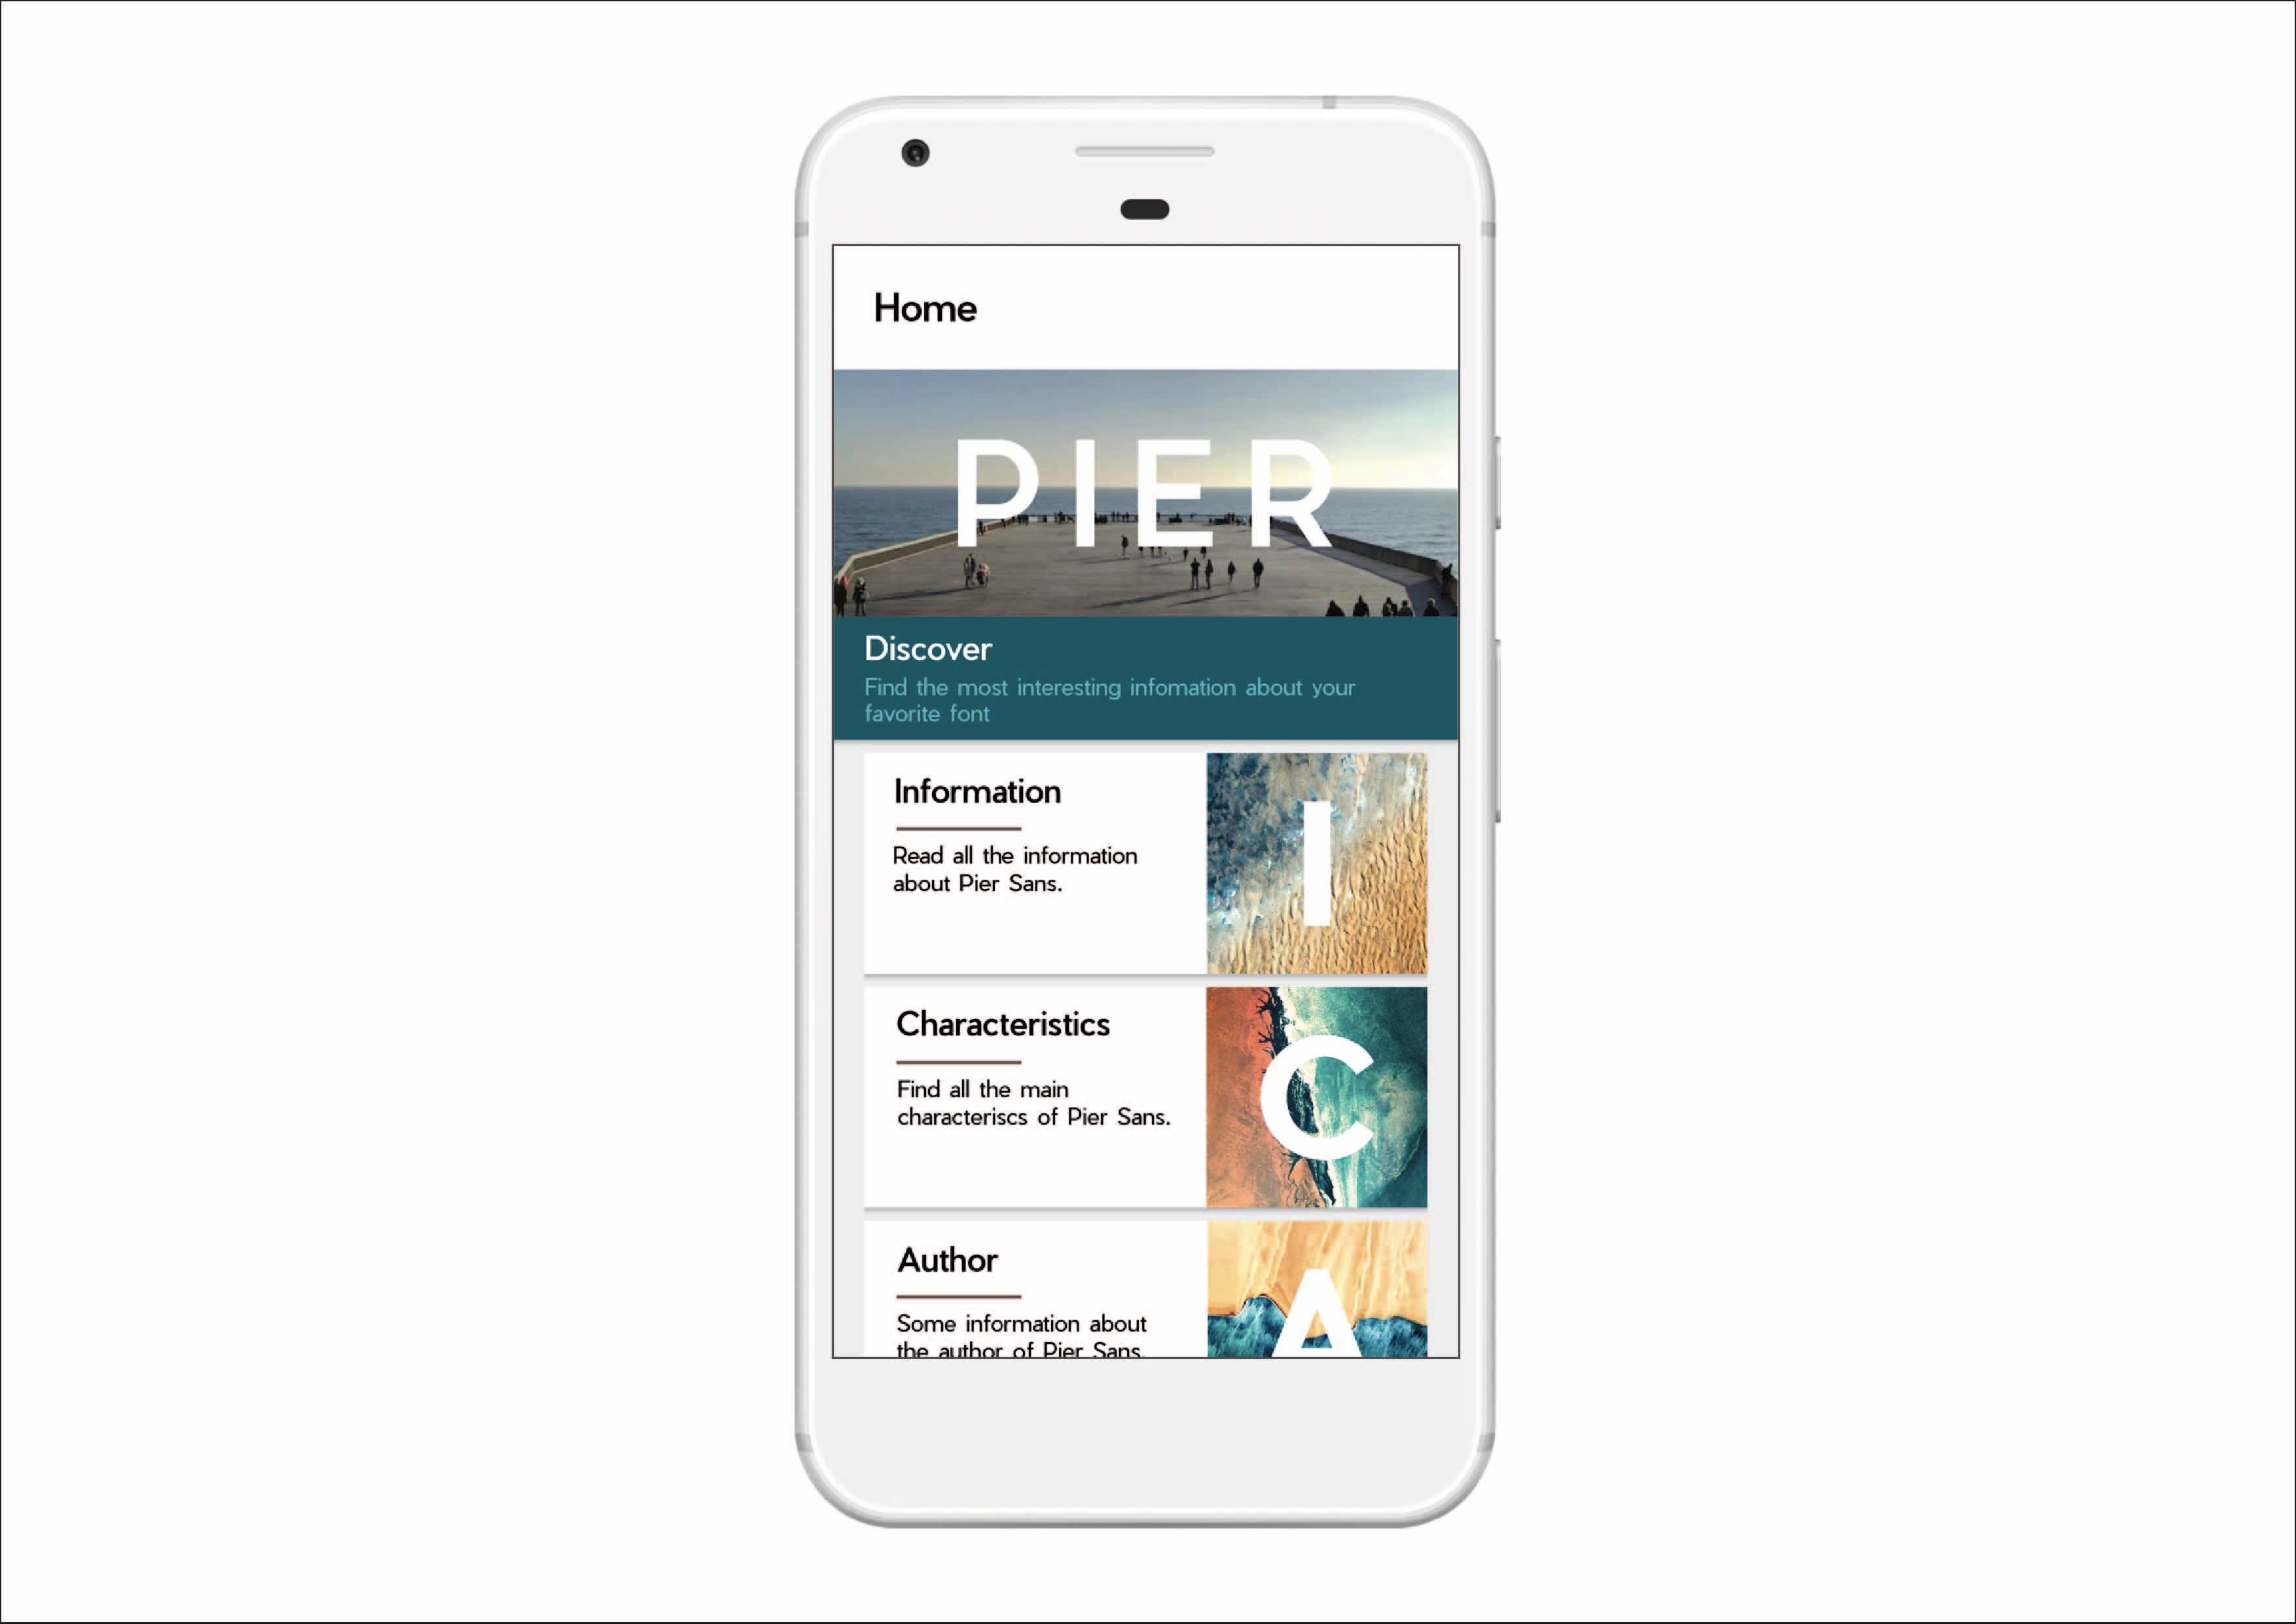 Home
PIER
Discover
Find the most interesting infomation about your
favorite font
Information
Read all the information
about Pier Sans.
I
Characteristics
Find all the main
characteriscs of Pier Sans.
C
Author
Some information about
the author of Pier Sans.
A